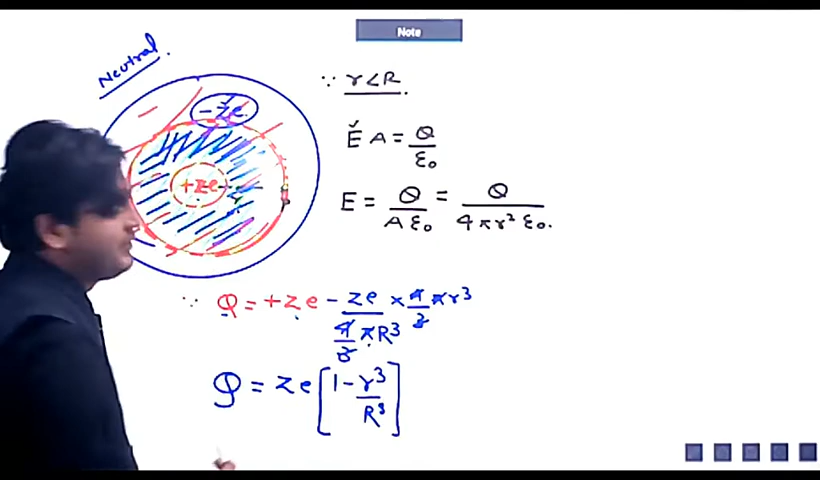 Note
Neutral.
∵ r<R.
-
-Ze
E A = Q/ε₀
+Ze
r
P
E = Q/Aε₀ = Q/4πr²ε₀.
∵ Q = +Ze - Ze/(4/3 πR³) × 4/3 πr³
Q = Ze [1 - r³/R³]